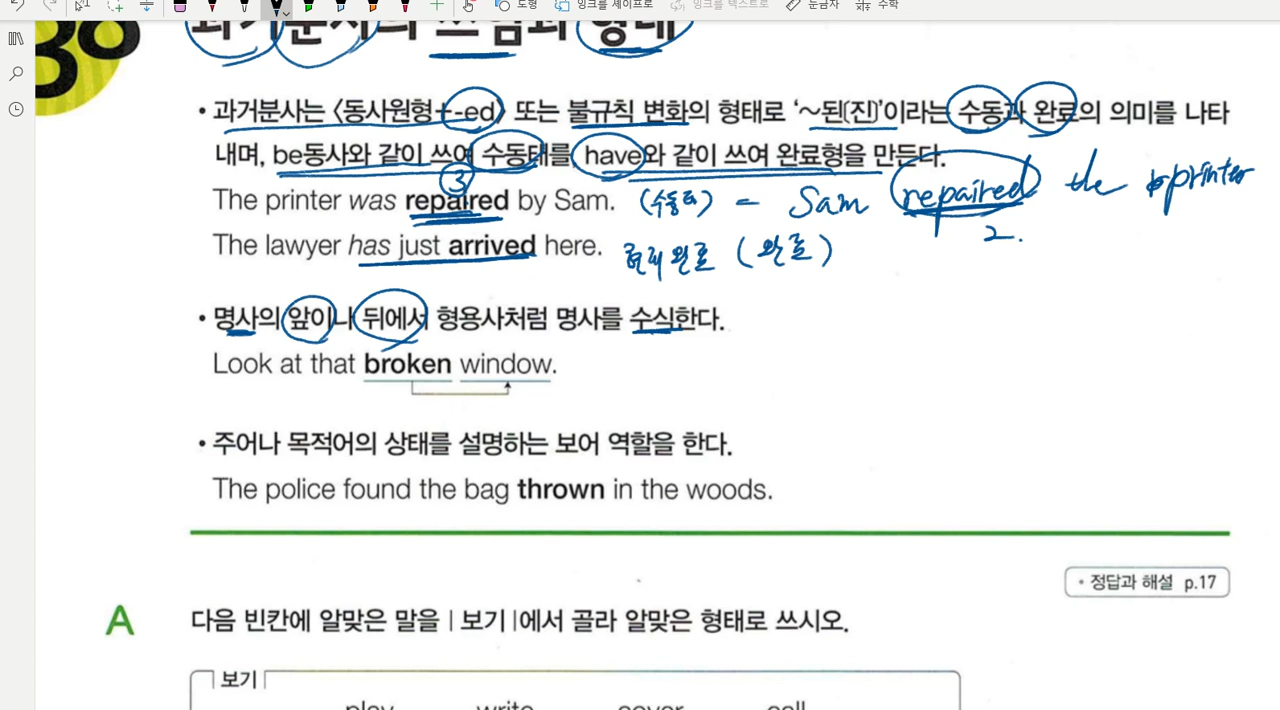 도형 잉크를 셰이프로 잉크를 텍스트로 눈금자 수학
38 과거분사의 쓰임과 형태
• 과거분사는 〈동사원형+-ed〉 또는 불규칙 변화의 형태로 ‘~된(진)’이라는 수동과 완료의 의미를 나타
내며, be동사와 같이 쓰여 수동태를 have와 같이 쓰여 완료형을 만든다.
③
The printer was repaired by Sam. (수동태) = Sam repaired the printer
2.
The lawyer has just arrived here. 현재완료 (완료)
• 명사의 앞이나 뒤에서 형용사처럼 명사를 수식한다.
Look at that broken window.
• 주어나 목적어의 상태를 설명하는 보어 역할을 한다.
The police found the bag thrown in the woods.
• 정답과 해설 p.17
A 다음 빈칸에 알맞은 말을 | 보기 |에서 골라 알맞은 형태로 쓰시오.
보기
play write cover call